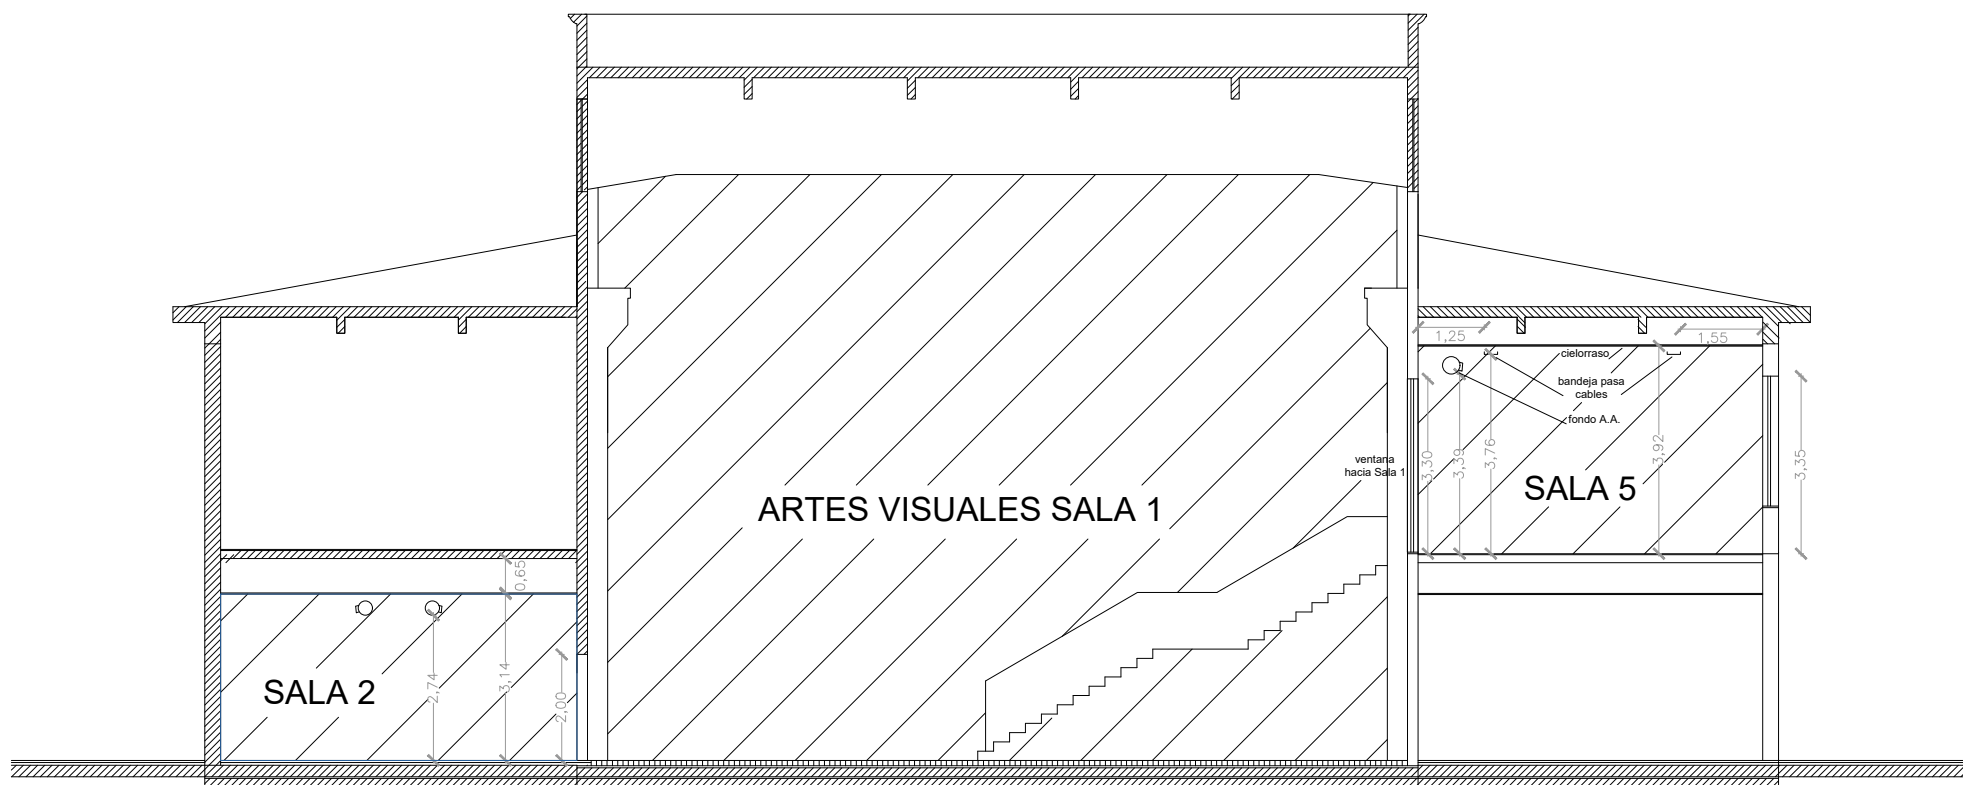 1,25
1,55
cielorraso
bandeja pasa
cables
fondo A.A.
ventana
hacia Sala 1
3,30
3,39
3,76
3,92
3,35
SALA 5
ARTES VISUALES SALA 1
0,65
SALA 2
2,74
3,14
2,00